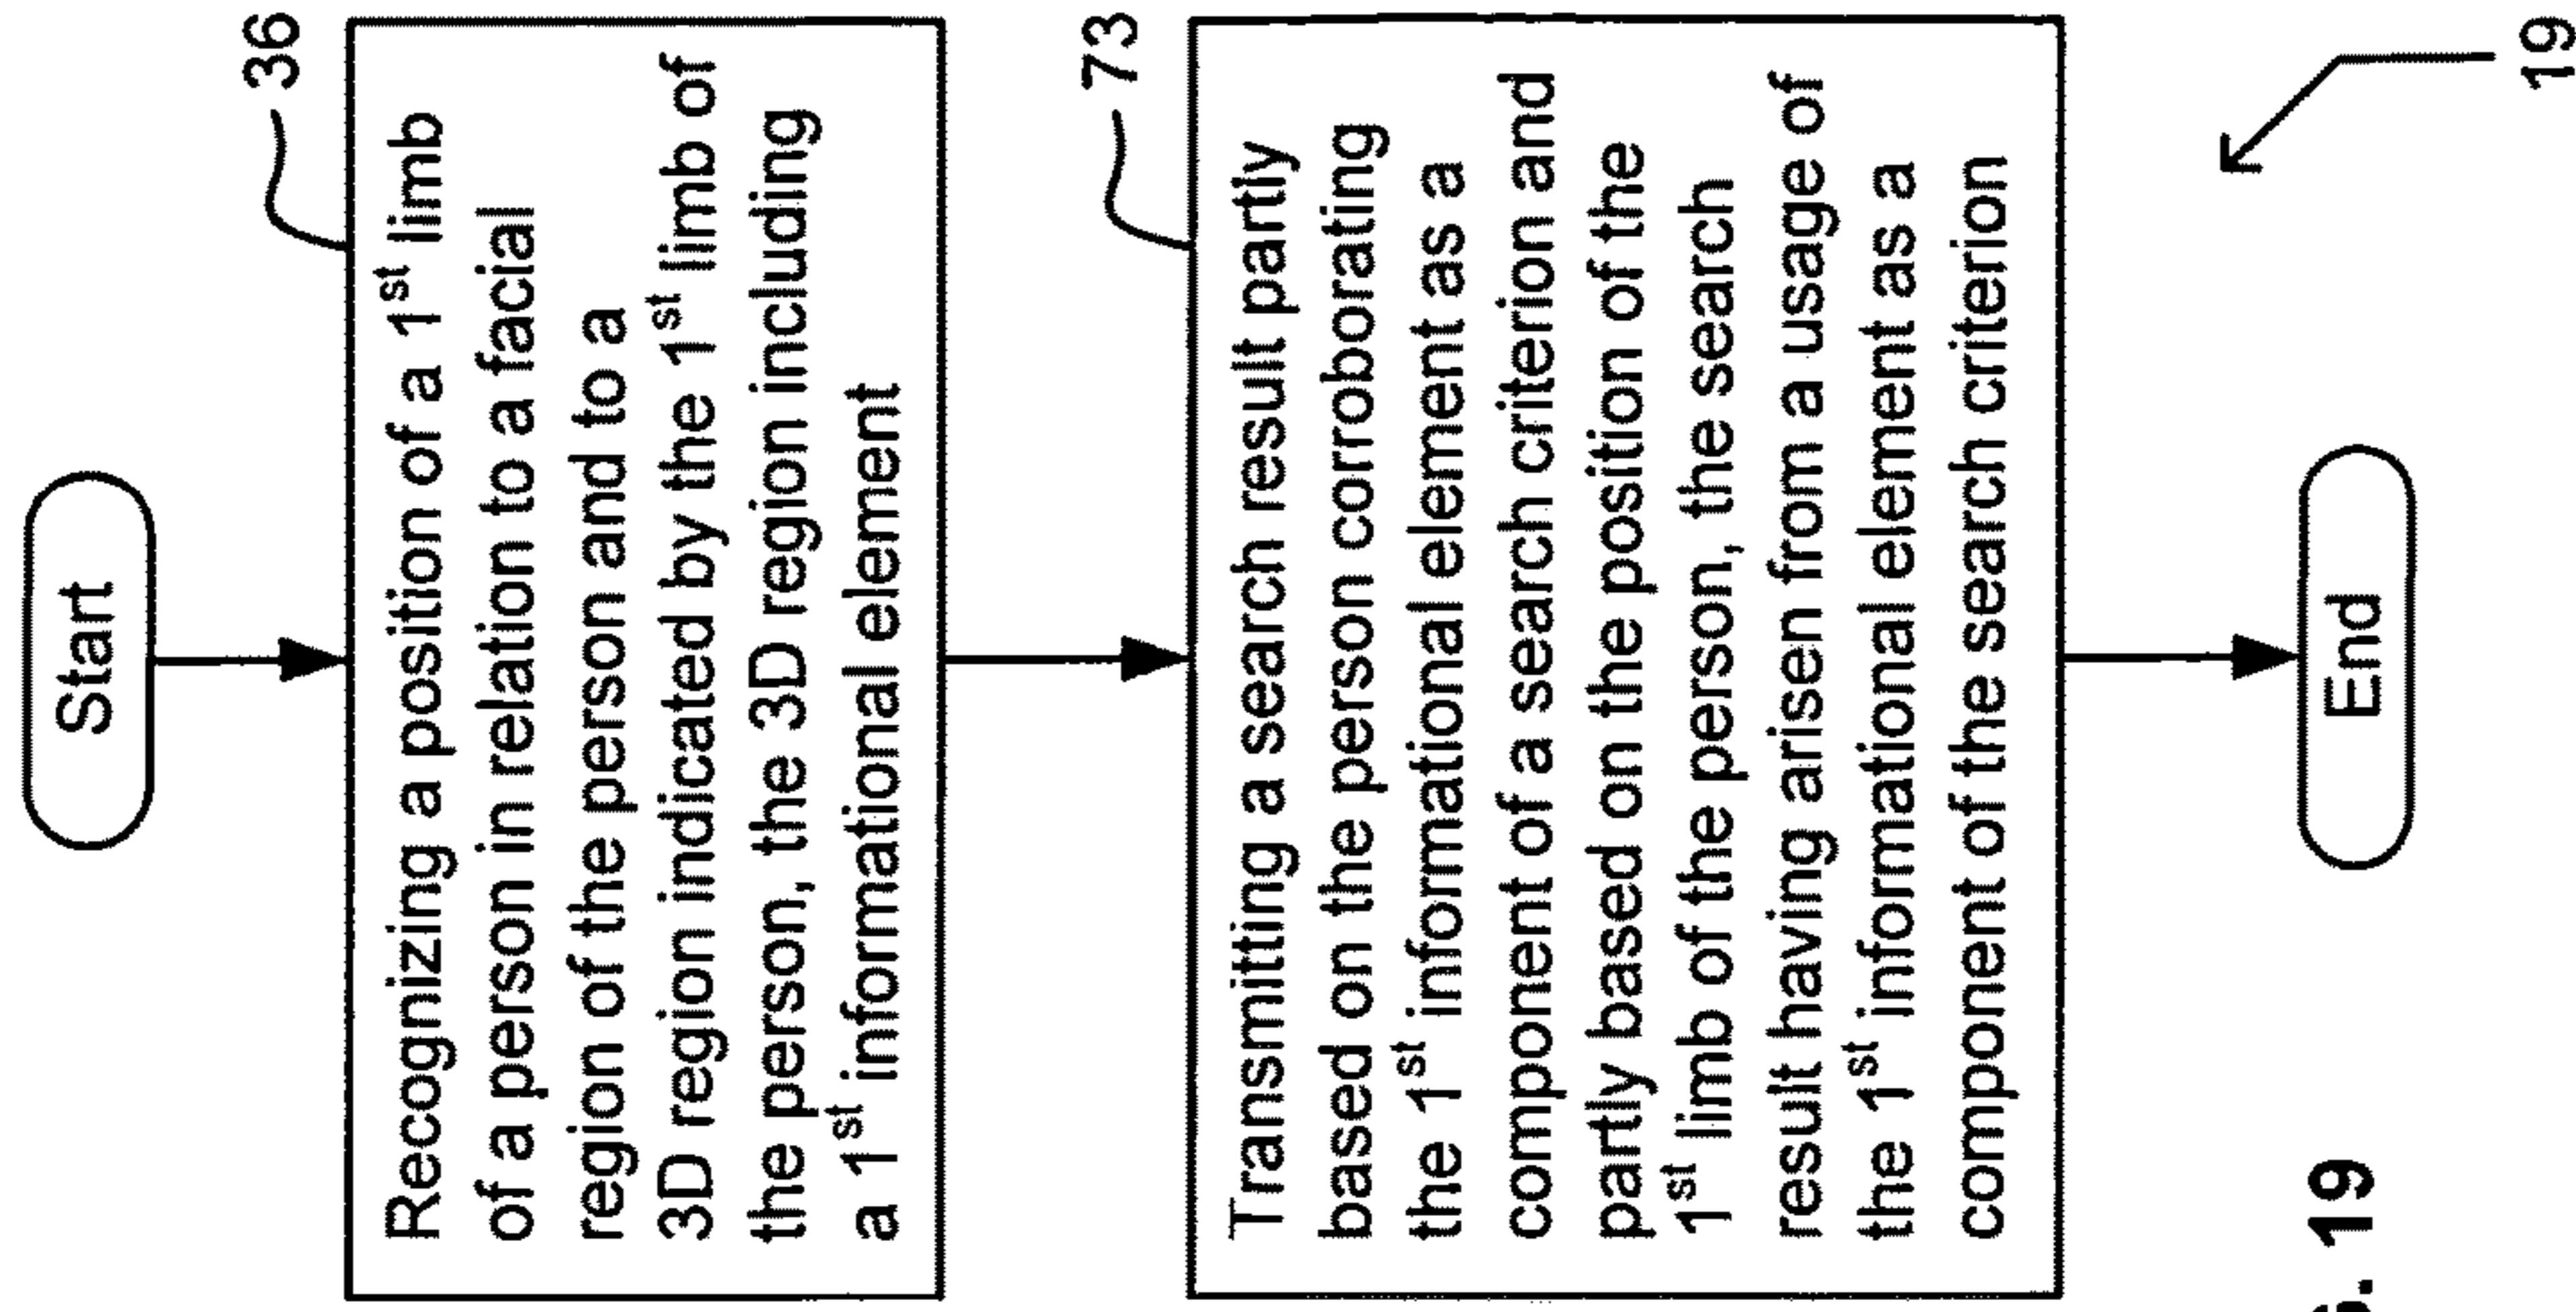 Start
36
Recognizing a position of a 1st limb
of a person in relation to a facial
region of the person and to a
3D region indicated by the 1st limb of
the person, the 3D region including
a 1st informational element
73
Transmitting a search result partly
based on the person corroborating
the 1st informational element as a
component of a search criterion and
partly based on the position of the
1st limb of the person, the search
result having arisen from a usage of
the 1st informational element as a
component of the search criterion
End
19
. 19